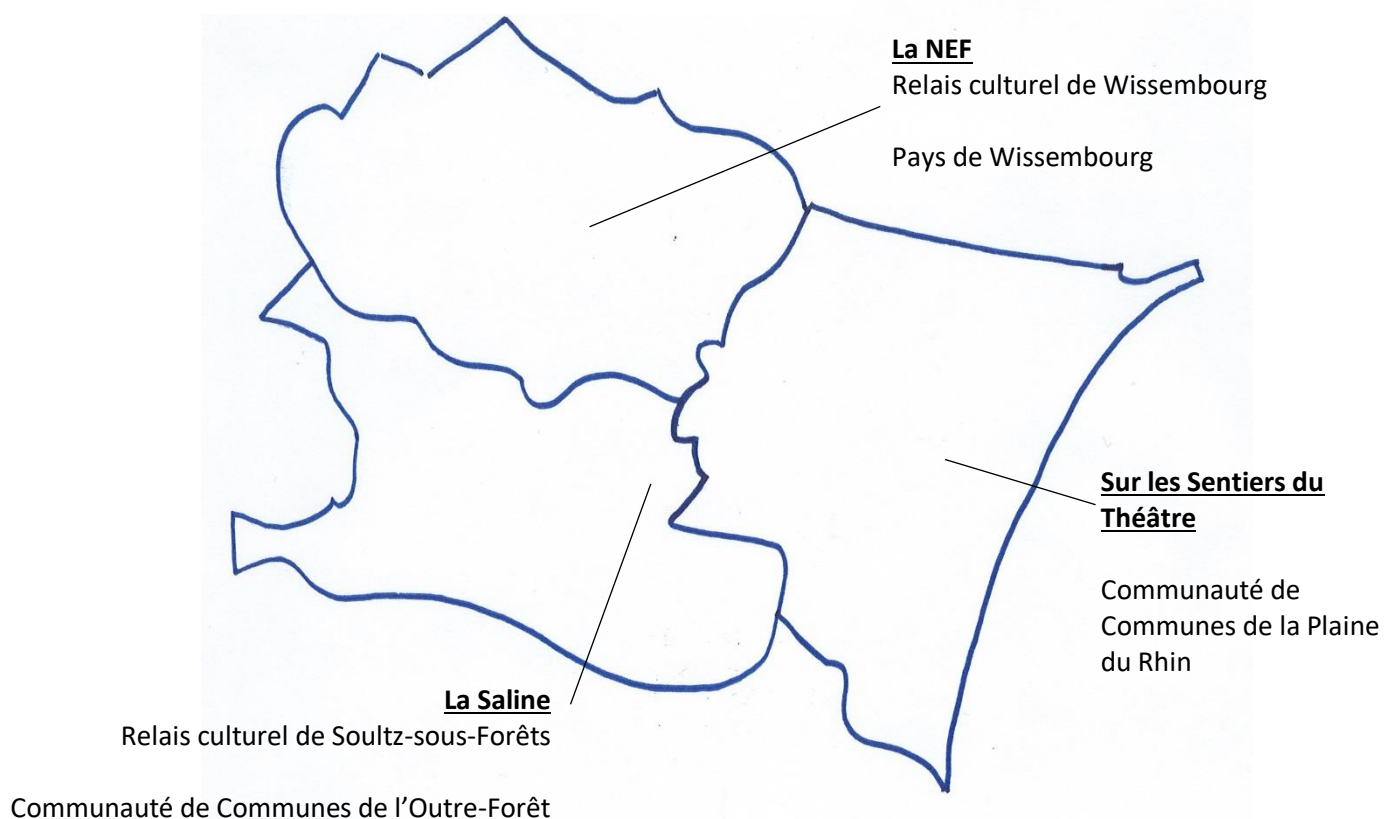 La NEF
Relais culturel de Wissembourg
Pays de Wissembourg
Sur les Sentiers du
Théâtre
Communauté de
Communes de la Plaine
du Rhin
La Saline
Relais culturel de Soultz-sous-Forêts
Communauté de Communes de l’Outre-Forêt